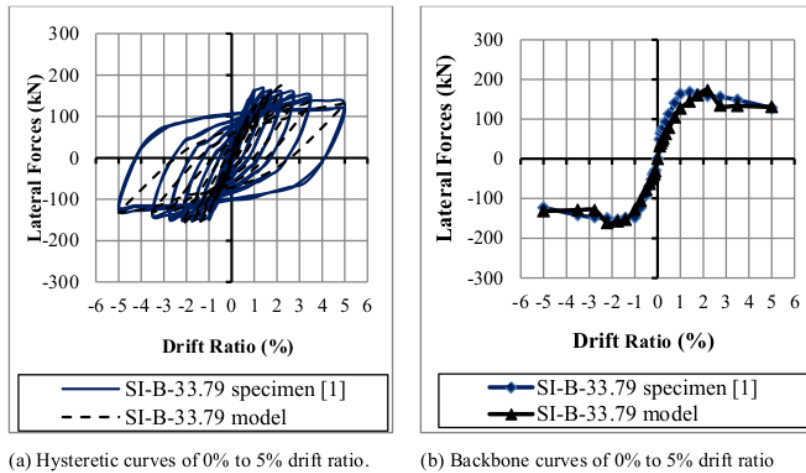 300
200
100
0
-100
-200
-300
Lateral Forces (kN)
-6 -5 -4 -3 -2 -1 0 1 2 3 4 5 6
Drift Ratio (%)
SI-B-33.79 specimen [1]
SI-B-33.79 model
(a) Hysteretic curves of 0% to 5% drift ratio.
300
200
100
0
-100
-200
-300
Lateral Forces (kN)
-6 -5 -4 -3 -2 -1 0 1 2 3 4 5 6
Drift Ratio (%)
SI-B-33.79 specimen [1]
SI-B-33.79 model
(b) Backbone curves of 0% to 5% drift ratio